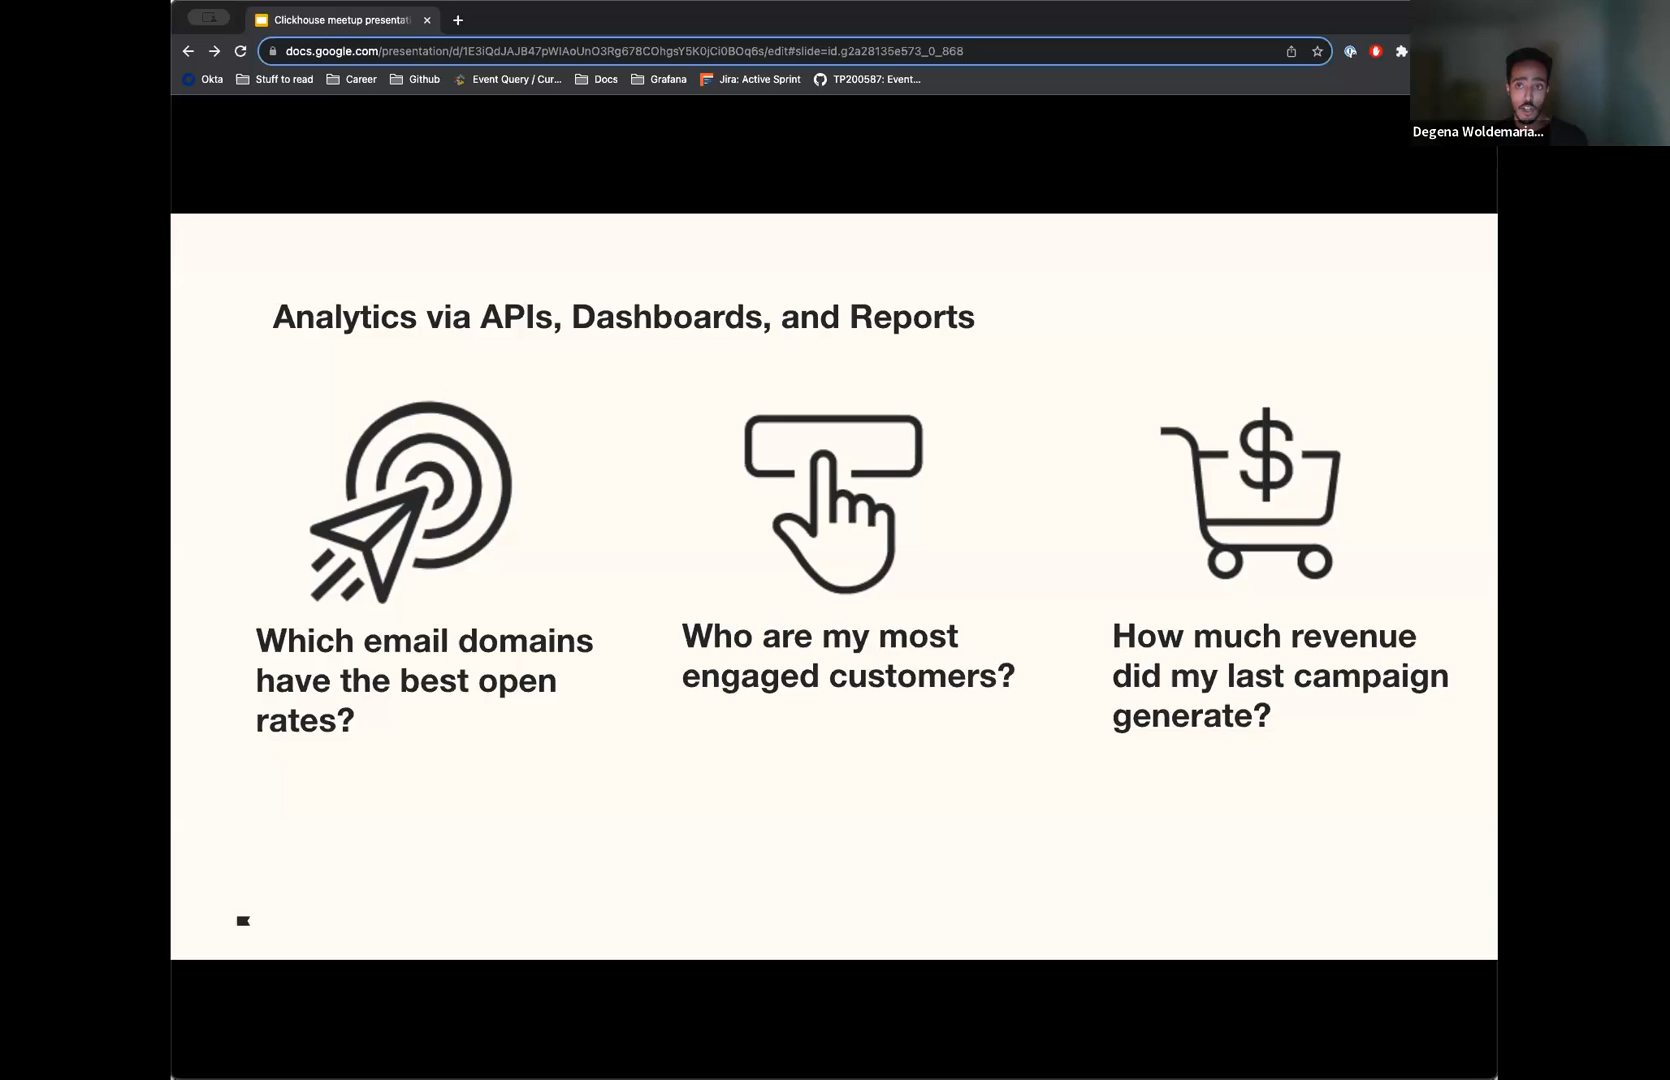 Clickhouse meetup presentati
docs.google.com/presentation/d/1E3iQdJAJB47pWIAoUnO3Rg678COhgsY5K0jCi0BOq6s/edit#slide=id.g2a28135e573_0_868
Okta Stuff to read Career Github Event Query / Cur... Docs Grafana Jira: Active Sprint TP200587: Event...
Degena Woldemaria...
Analytics via APIs, Dashboards, and Reports
Which email domains
have the best open
rates?
Who are my most
engaged customers?
How much revenue
did my last campaign
generate?